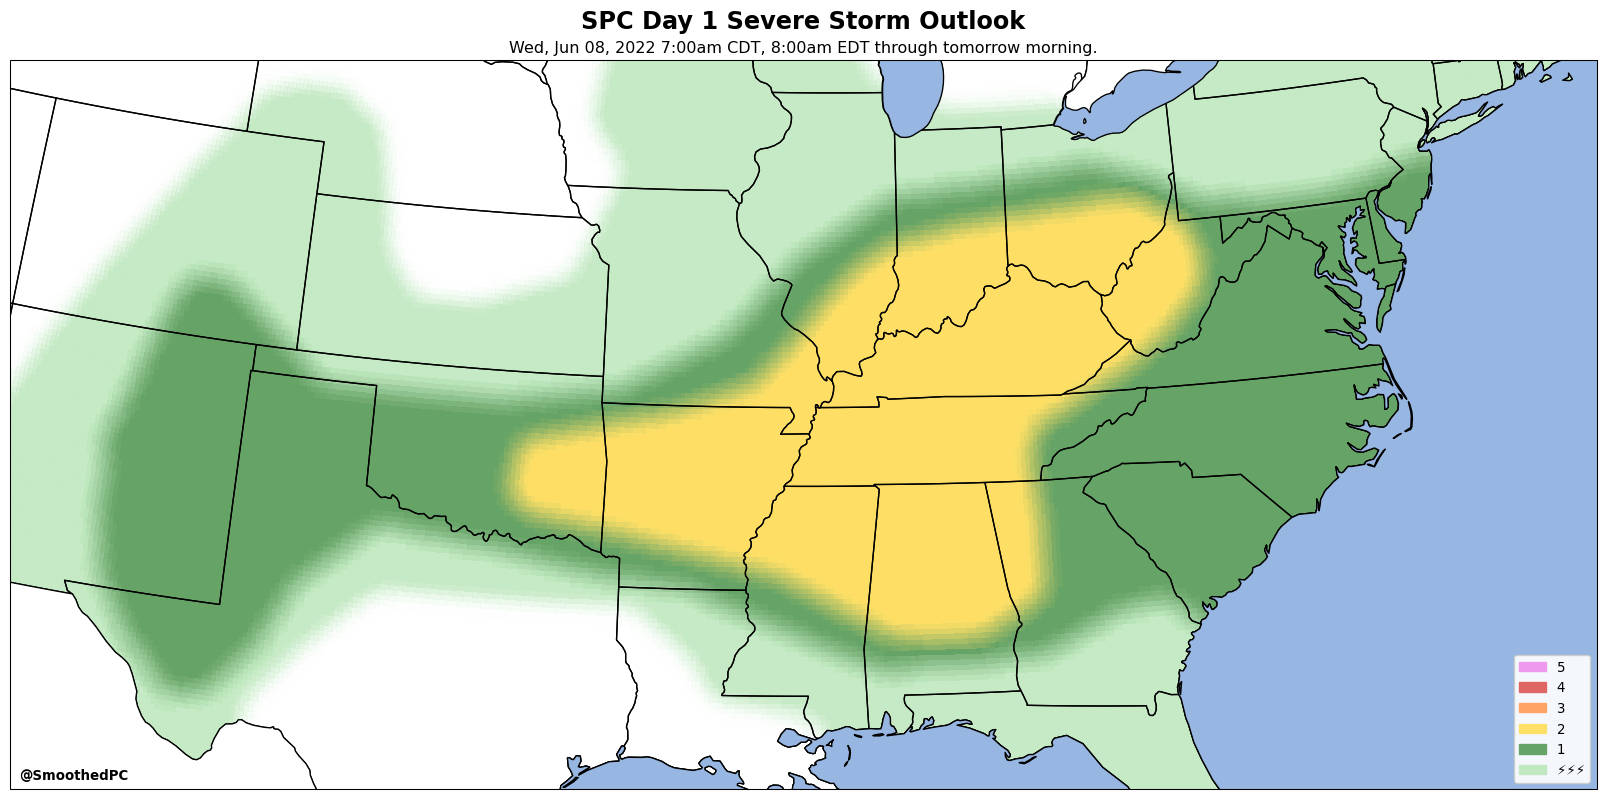 SPC Day 1 Severe Storm Outlook
Wed, Jun 08, 2022 7:00am CDT, 8:00am EDT through tomorrow morning.
5
4
3
2
1
⚡⚡⚡
@SmoothedPC